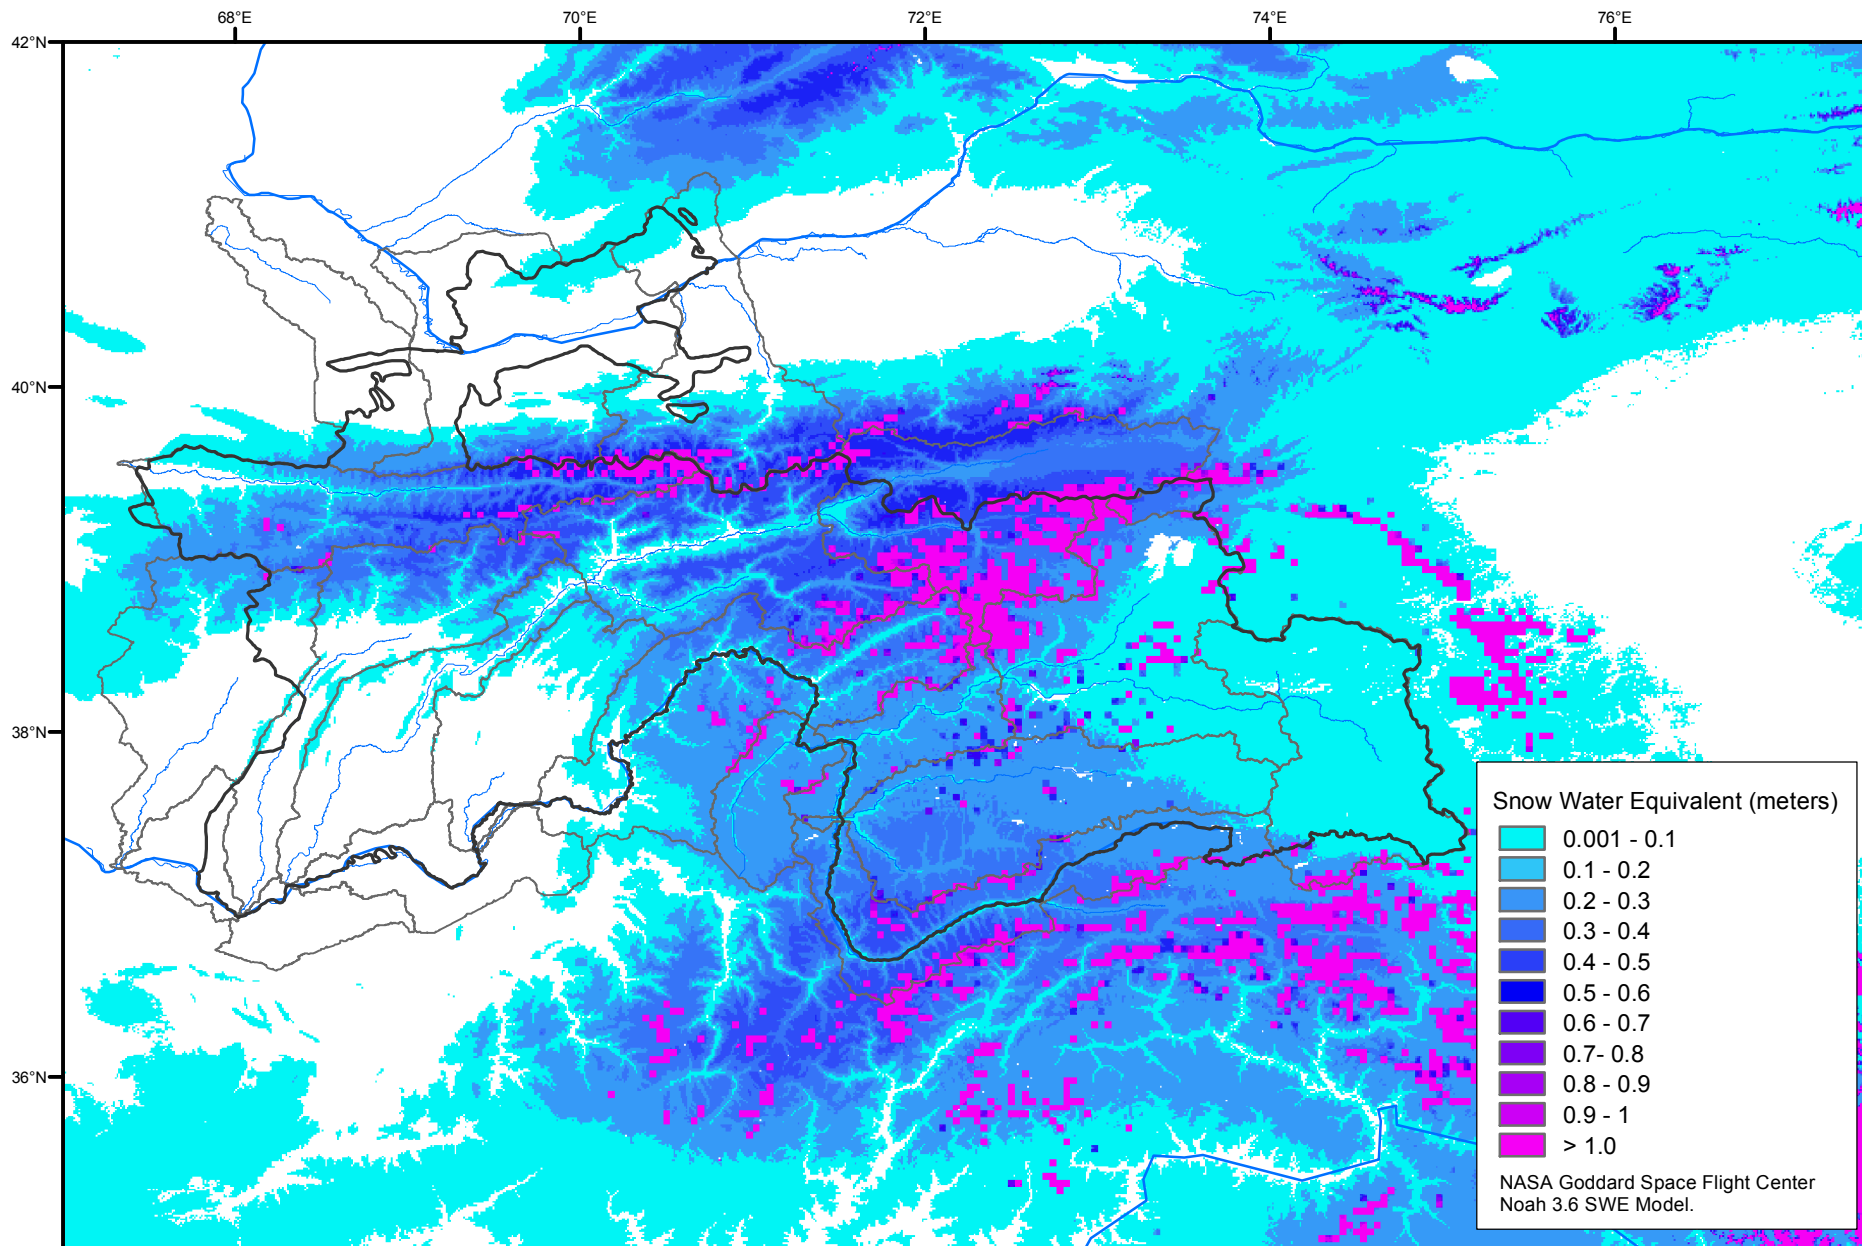 68°E 70°E 72°E 74°E 76°E
42°N
40°N
38°N
36°N
Snow Water Equivalent (meters)
0.001 - 0.1
0.1 - 0.2
0.2 - 0.3
0.3 - 0.4
0.4 - 0.5
0.5 - 0.6
0.6 - 0.7
0.7- 0.8
0.8 - 0.9
0.9 - 1
> 1.0
NASA Goddard Space Flight Center
Noah 3.6 SWE Model.